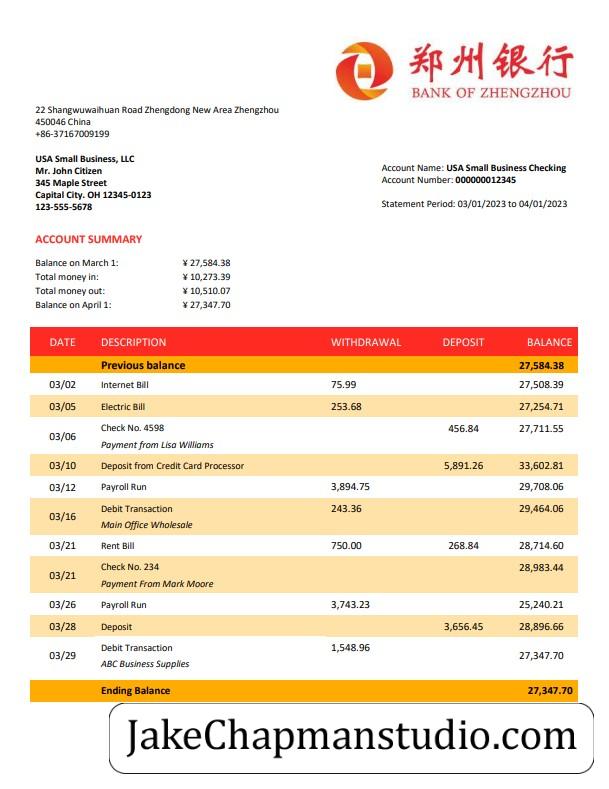 郑州银行
BANK OF ZHENGZHOU
22 Shangwuwaihuan Road Zhengdong New Area Zhengzhou
450046 China
+86-37167009199
USA Small Business, LLC
Mr. John Citizen
345 Maple Street
Capital City. OH 12345-0123
123-555-5678
Account Name: USA Small Business Checking
Account Number: 000000012345
Statement Period: 03/01/2023 to 04/01/2023
ACCOUNT SUMMARY
Balance on March 1: ¥ 27,584.38
Total money in: ¥ 10,273.39
Total money out: ¥ 10,510.07
Balance on April 1: ¥ 27,347.70
DATE DESCRIPTION WITHDRAWAL DEPOSIT BALANCE
Previous balance 27,584.38
03/02 Internet Bill 75.99 27,508.39
03/05 Electric Bill 253.68 27,254.71
03/06 Check No. 4598 456.84 27,711.55
Payment from Lisa Williams
03/10 Deposit from Credit Card Processor 5,891.26 33,602.81
03/12 Payroll Run 3,894.75 29,708.06
03/16 Debit Transaction 243.36 29,464.06
Main Office Wholesale
03/21 Rent Bill 750.00 268.84 28,714.60
03/21 Check No. 234 28,983.44
Payment From Mark Moore
03/26 Payroll Run 3,743.23 25,240.21
03/28 Deposit 3,656.45 28,896.66
03/29 Debit Transaction 1,548.96 27,347.70
ABC Business Supplies
Ending Balance 27,347.70
JakeChapmanstudio.com